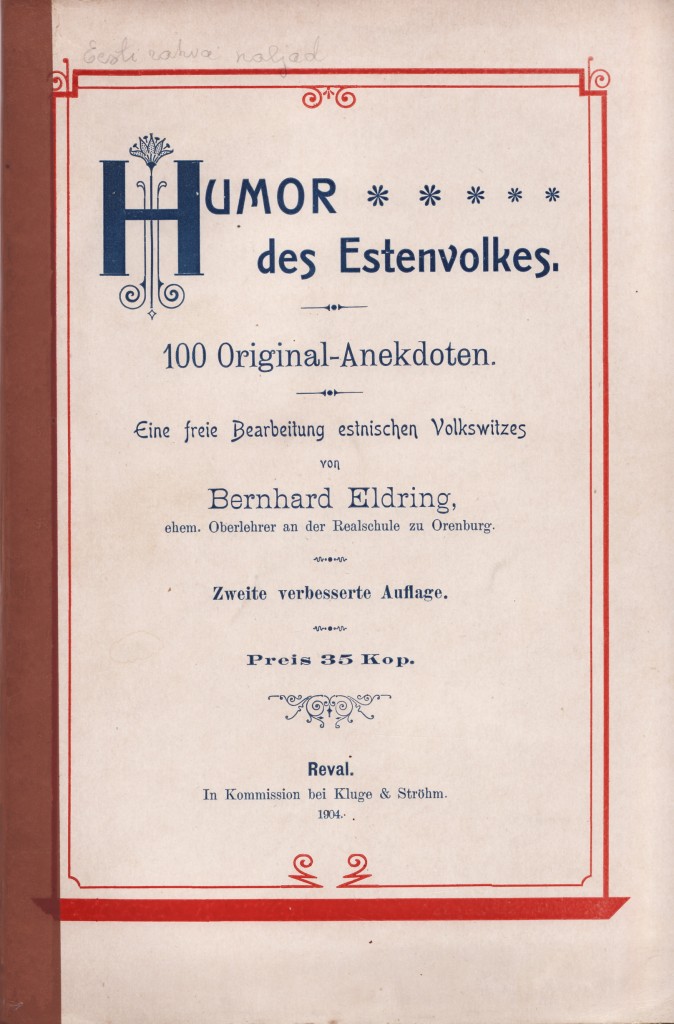 Eesti rahva naljad
HUMOR
des Estenvolkes.
100 Original-Anekdoten.
Eine freie Bearbeitung estnischen Volkswitzes
von
Bernhard Eldring,
ehem. Oberlehrer an der Realschule zu Orenburg.
Zweite verbesserte Auflage.
Preis 35 Kop.
Reval.
In Kommission bei Kluge & Ströhm.
1904.